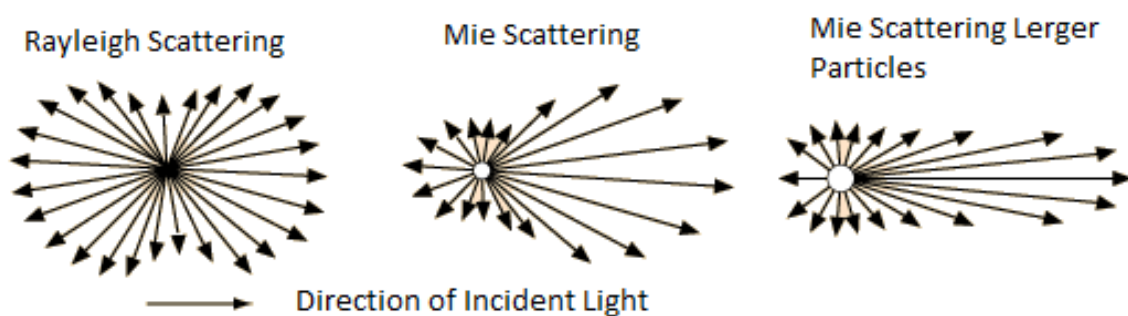 Rayleigh Scattering
Mie Scattering
Mie Scattering Lerger
Particles
Direction of Incident Light